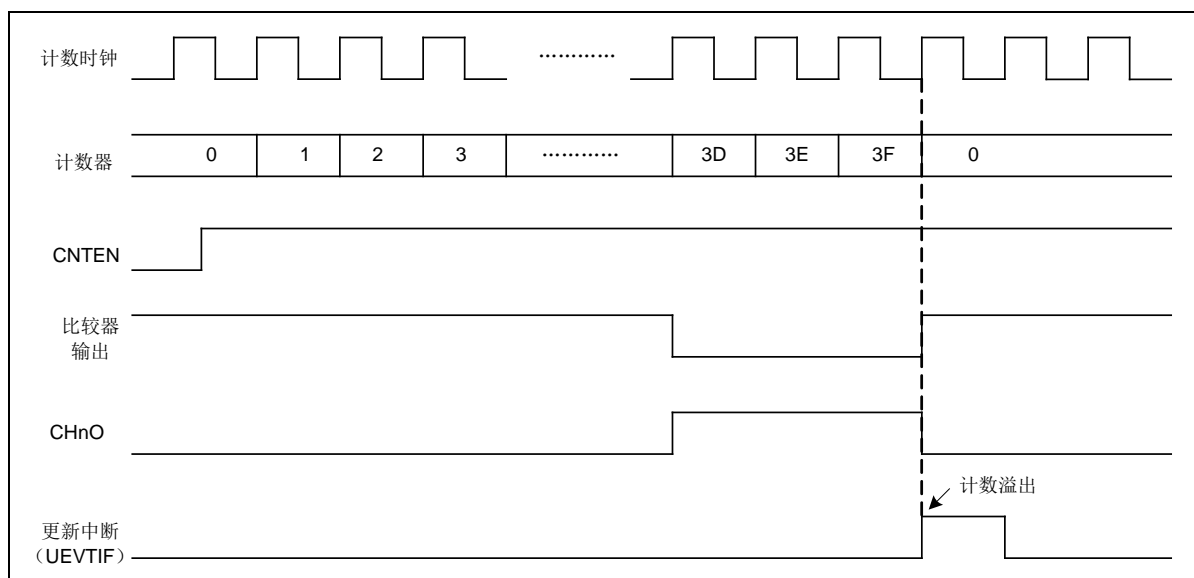 计数时钟
…………
计数器 0 1 2 3 ………… 3D 3E 3F 0
CNTEN
比较器
输出
CHnO
计数溢出
更新中断
（UEVTIF）